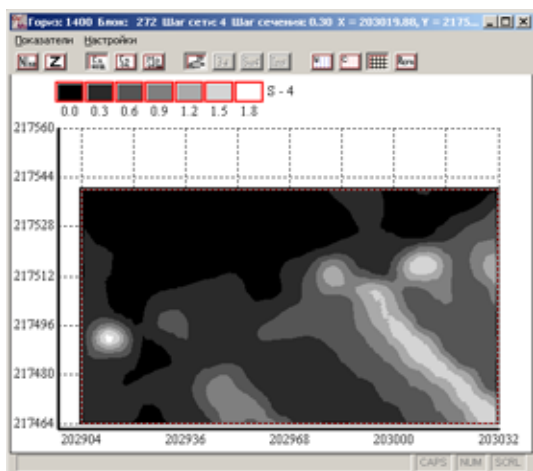 Гориз: 1400 Блок: 272 Шаг сети: 4 Шаг сечения: 0.30 X = 203019.88, Y = 2175...
Показатели Настройки
S - 4
0.0 0.3 0.6 0.9 1.2 1.5 1.8
217560
217544
217528
217512
217496
217480
217464
202904 202936 202968 203000 203032
CAPS NUM SCRL